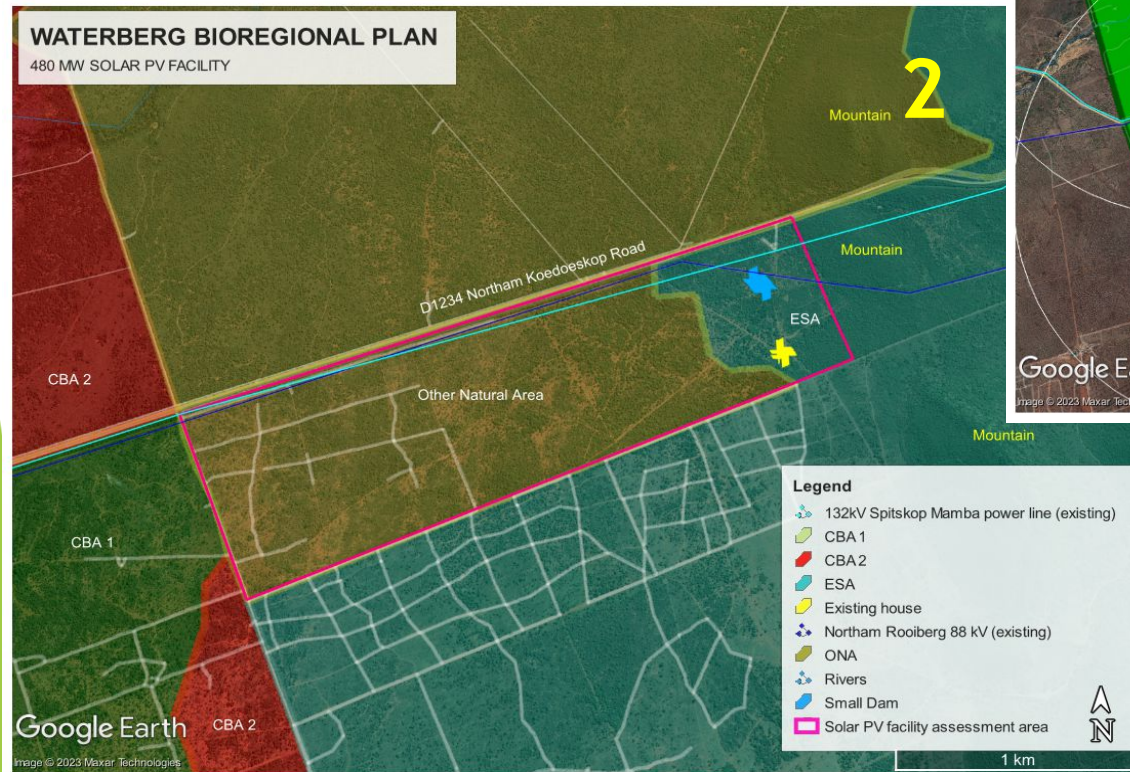 WATERBERG BIOREGIONAL PLAN
480 MW SOLAR PV FACILITY
2
Mountain
D1234 Northam Koedoeskop Road
Mountain
ESA
CBA 2
Other Natural Area
Mountain
CBA 1
CBA 2
Legend
132kV Spitskop Mamba power line (existing)
CBA 1
CBA 2
ESA
Existing house
Northam Rooiberg 88 kV (existing)
ONA
Rivers
Small Dam
Solar PV facility assessment area
N
1 km
Google Earth
Image © 2023 Maxar Technologies
Google Ea
Image © 2023 Maxar Tech